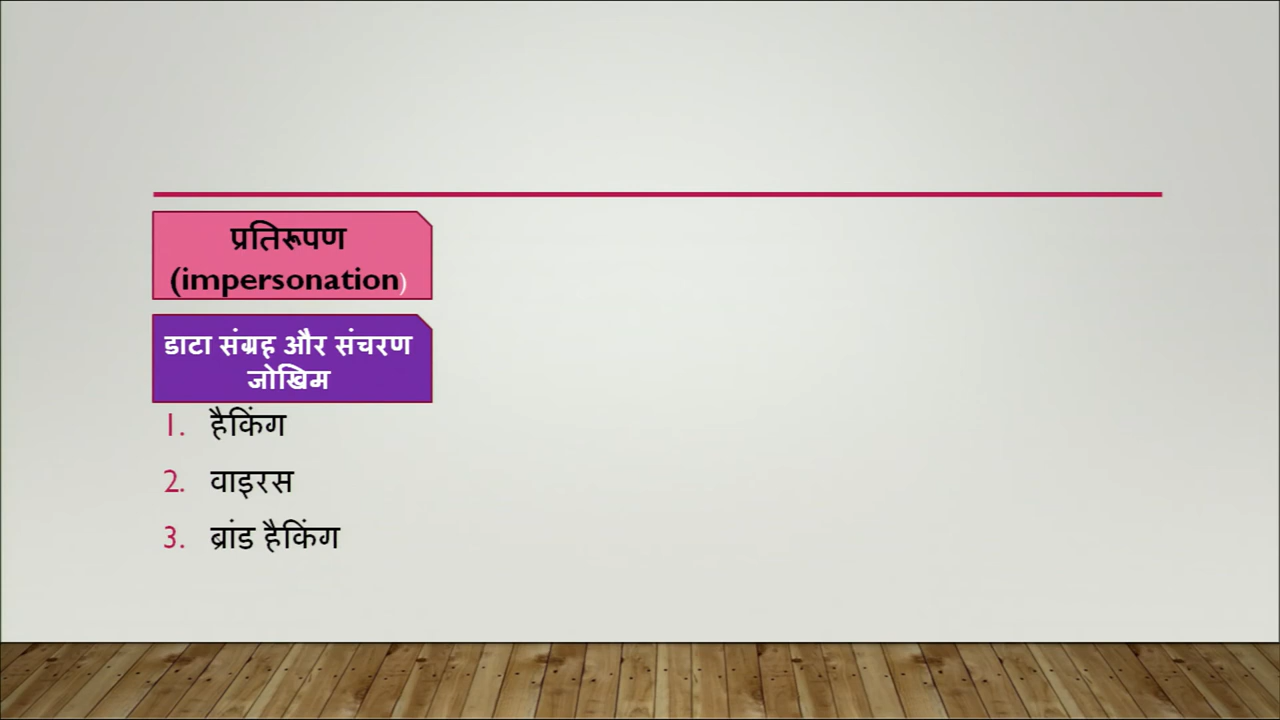 प्रतिरूपण
(impersonation)
डाटा संग्रह और संचरण
जोखिम
1. हैकिंग
2. वाइरस
3. ब्रांड हैकिंग